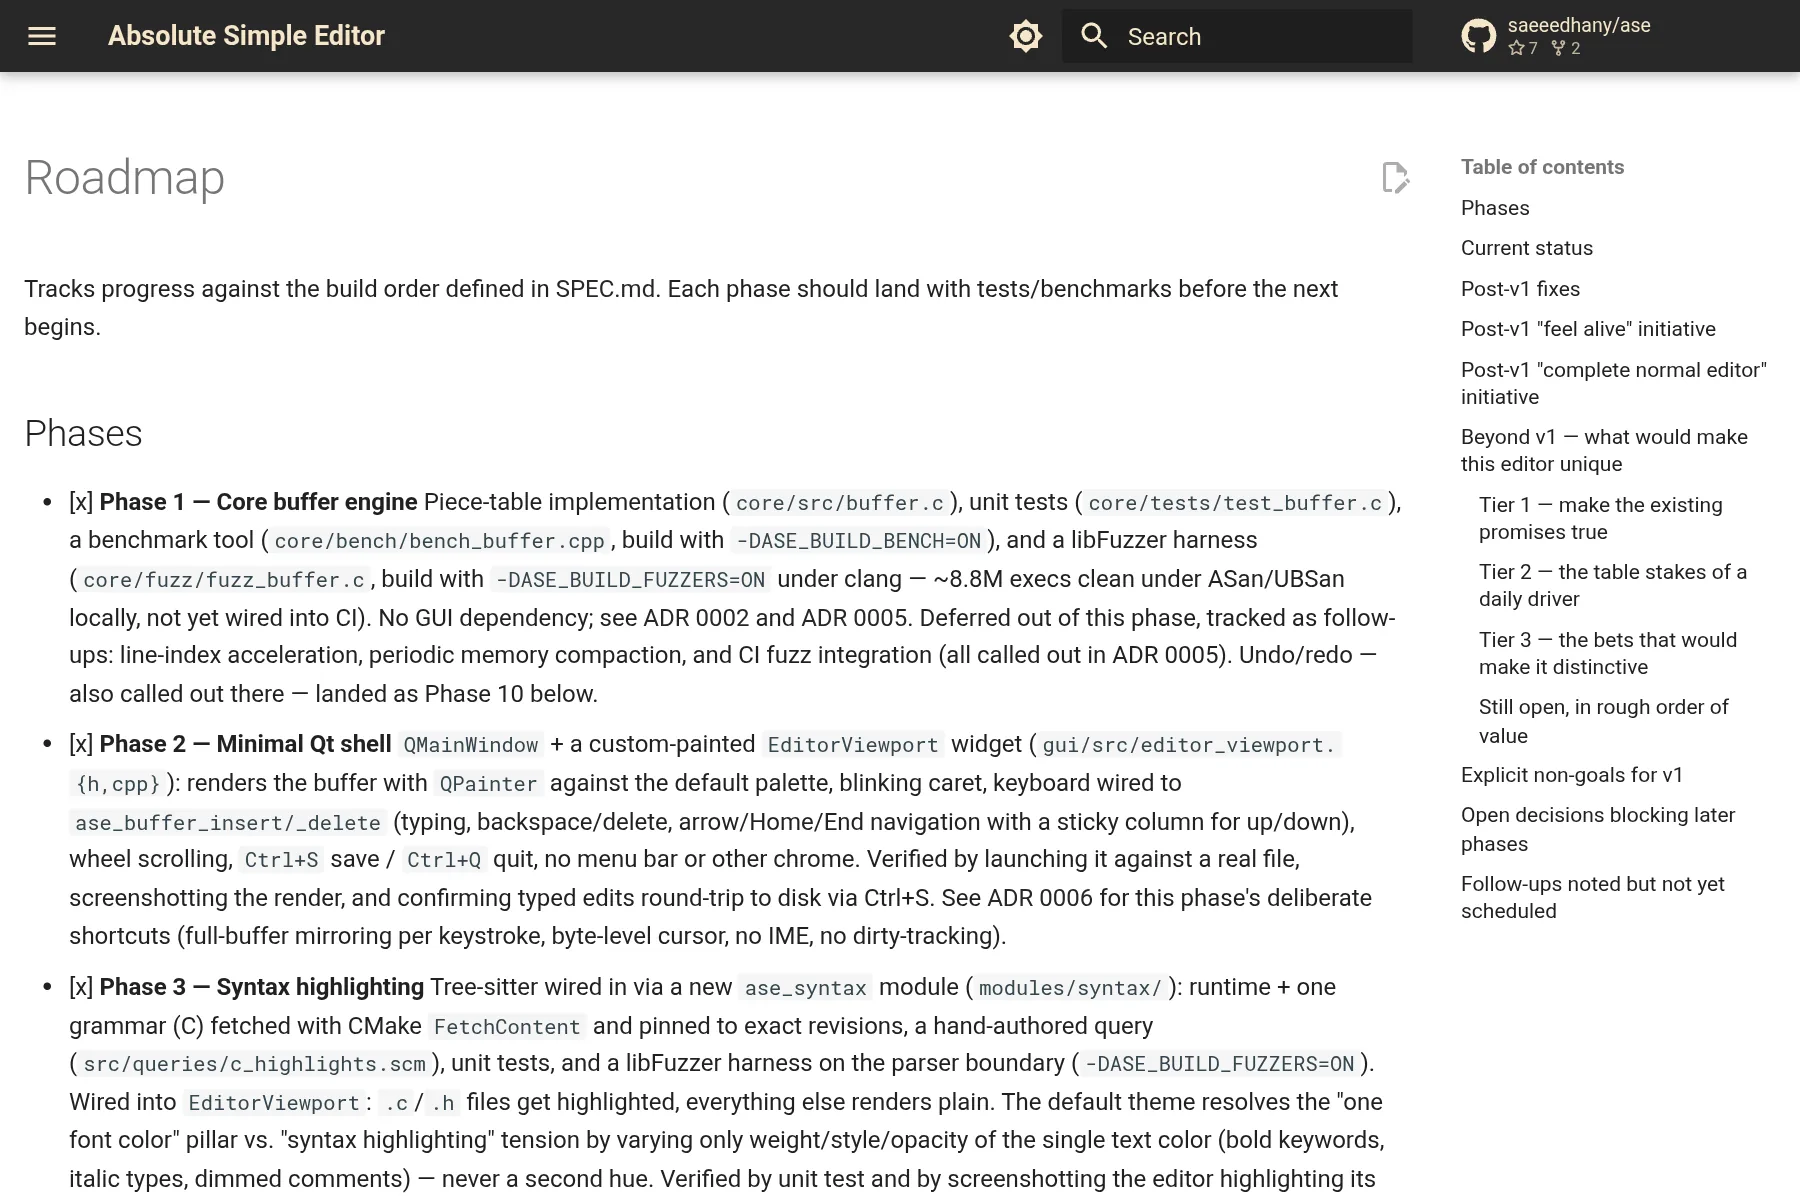 Absolute Simple Editor
Search
saeeedhany/ase
7 2
Roadmap
Tracks progress against the build order defined in SPEC.md. Each phase should land with tests/benchmarks before the next
begins.
Phases
• [x] Phase 1 — Core buffer engine Piece-table implementation ( core/src/buffer.c ), unit tests ( core/tests/test_buffer.c ),
a benchmark tool ( core/bench/bench_buffer.cpp , build with -DASE_BUILD_BENCH=ON ), and a libFuzzer harness
( core/fuzz/fuzz_buffer.c , build with -DASE_BUILD_FUZZERS=ON under clang — ~8.8M execs clean under ASan/UBSan
locally, not yet wired into CI). No GUI dependency; see ADR 0002 and ADR 0005. Deferred out of this phase, tracked as follow-
ups: line-index acceleration, periodic memory compaction, and CI fuzz integration (all called out in ADR 0005). Undo/redo —
also called out there — landed as Phase 10 below.
• [x] Phase 2 — Minimal Qt shell QMainWindow + a custom-painted EditorViewport widget ( gui/src/editor_viewport.
{h,cpp} ): renders the buffer with QPainter against the default palette, blinking caret, keyboard wired to
ase_buffer_insert/_delete (typing, backspace/delete, arrow/Home/End navigation with a sticky column for up/down),
wheel scrolling, Ctrl+S save / Ctrl+Q quit, no menu bar or other chrome. Verified by launching it against a real file,
screenshotting the render, and confirming typed edits round-trip to disk via Ctrl+S. See ADR 0006 for this phase's deliberate
shortcuts (full-buffer mirroring per keystroke, byte-level cursor, no IME, no dirty-tracking).
• [x] Phase 3 — Syntax highlighting Tree-sitter wired in via a new ase_syntax module ( modules/syntax/ ): runtime + one
grammar (C) fetched with CMake FetchContent and pinned to exact revisions, a hand-authored query
( src/queries/c_highlights.scm ), unit tests, and a libFuzzer harness on the parser boundary ( -DASE_BUILD_FUZZERS=ON ).
Wired into EditorViewport : .c / .h files get highlighted, everything else renders plain. The default theme resolves the "one
font color" pillar vs. "syntax highlighting" tension by varying only weight/style/opacity of the single text color (bold keywords,
italic types, dimmed comments) — never a second hue. Verified by unit test and by screenshotting the editor highlighting its
Table of contents
Phases
Current status
Post-v1 fixes
Post-v1 "feel alive" initiative
Post-v1 "complete normal editor"
initiative
Beyond v1 — what would make
this editor unique
Tier 1 — make the existing
promises true
Tier 2 — the table stakes of a
daily driver
Tier 3 — the bets that would
make it distinctive
Still open, in rough order of
value
Explicit non-goals for v1
Open decisions blocking later
phases
Follow-ups noted but not yet
scheduled